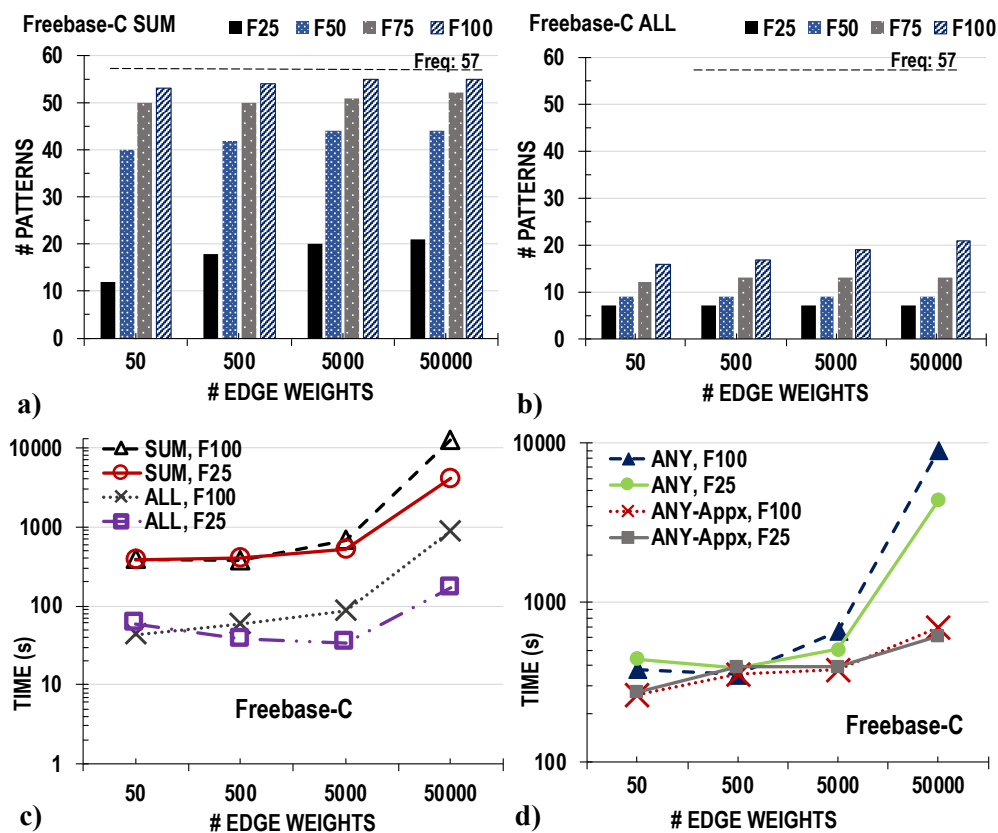 Freebase-C SUM
F25 F50 F75 F100
Freq: 57
60
50
40
30
20
10
0
# PATTERNS
50 500 5000 50000
# EDGE WEIGHTS
a)
Freebase-C ALL
F25 F50 F75 F100
Freq: 57
60
50
40
30
20
10
0
# PATTERNS
50 500 5000 50000
# EDGE WEIGHTS
b)
10000
1000
100
10
1
TIME (s)
SUM, F100
SUM, F25
ALL, F100
ALL, F25
Freebase-C
50 500 5000 50000
# EDGE WEIGHTS
c)
10000
1000
100
TIME (s)
ANY, F100
ANY, F25
ANY-Appx, F100
ANY-Appx, F25
Freebase-C
50 500 5000 50000
# EDGE WEIGHTS
d)